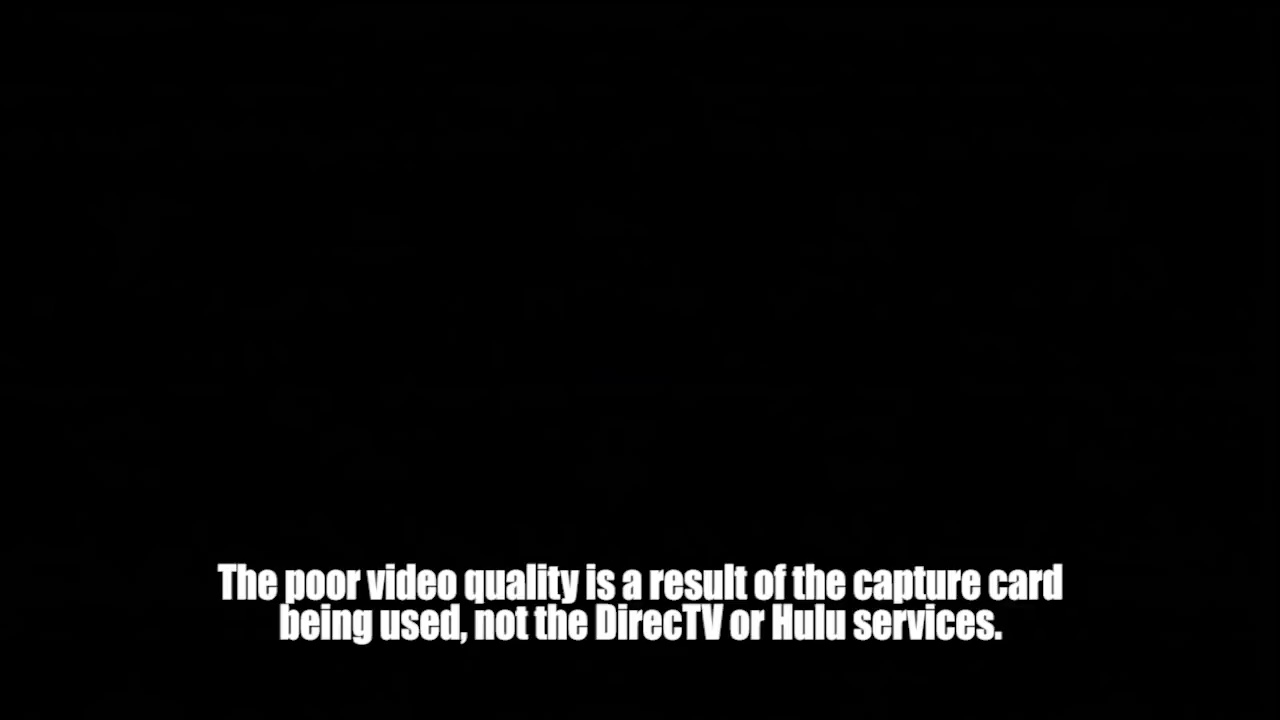 The poor video quality is a result of the capture card
being used, not the DirecTV or Hulu services.